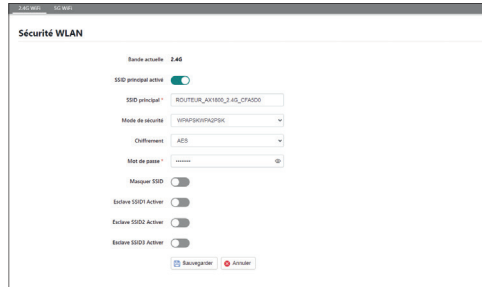 2.4G WiFi 5G WiFi
Sécurité WLAN
Bande actuelle 2.4G
SSID principal activé
SSID principal * ROUTEUR_AX1800_2.4G_CFA5D0
Mode de sécurité WPAPSKWPA2PSK
Chiffrement AES
Mot de passe * ········
Masquer SSID
Esclave SSID1 Activer
Esclave SSID2 Activer
Esclave SSID3 Activer
Sauvegarder Annuler